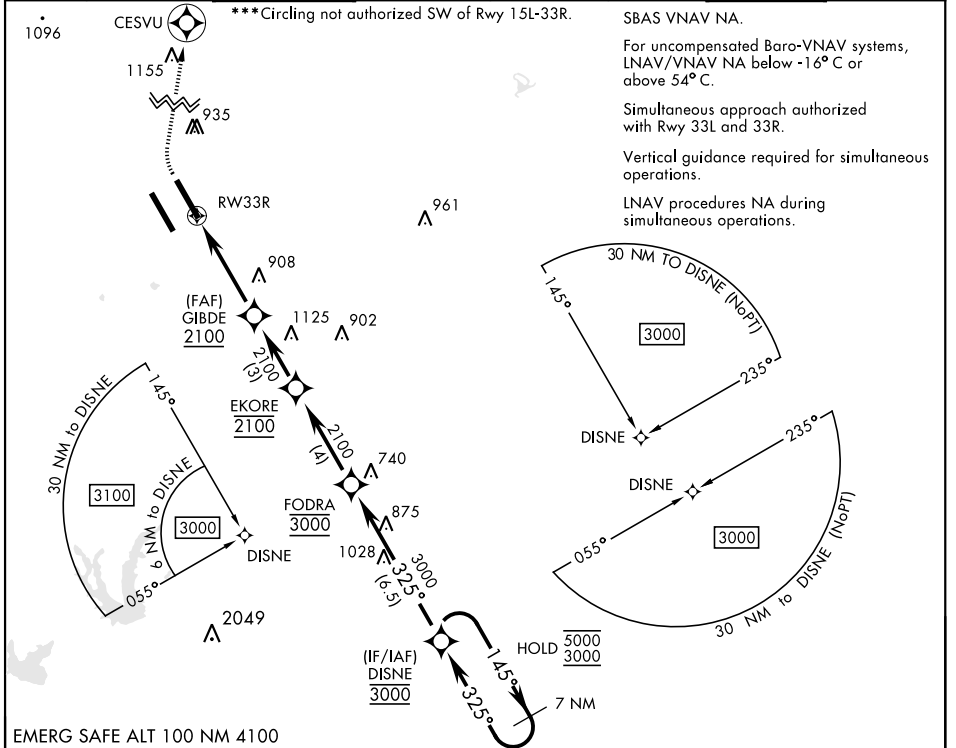 1096
CESVU
***Circling not authorized SW of Rwy 15L-33R.
1155
935
RW33R
961
SBAS VNAV NA.
For uncompensated Baro-VNAV systems,
LNAV/VNAV NA below -16° C or
above 54° C.
Simultaneous approach authorized
with Rwy 33L and 33R.
Vertical guidance required for simultaneous
operations.
LNAV procedures NA during
simultaneous operations.
908
(FAF)
GIBDE
2100
1125
902
2100
(3)
EKORE
2100
2100
(4)
740
FODRA
3000
875
1028
3000
325°
(6.5)
(IF/IAF)
DISNE
3000
HOLD
5000
3000
145°
325°
7 NM
30 NM to DISNE
145°
3100
6 NM to DISNE
3000
DISNE
055°
2049
30 NM TO DISNE (NoPT)
145°
3000
235°
DISNE
DISNE
235°
055°
3000
30 NM to DISNE (NoPT)
EMERG SAFE ALT 100 NM 4100